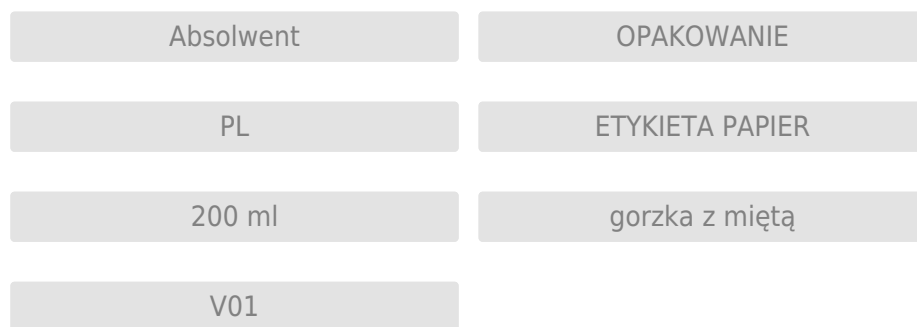 Absolwent
OPAKOWANIE
PL
ETYKIETA PAPIER
200 ml
gorzka z miętą
V01